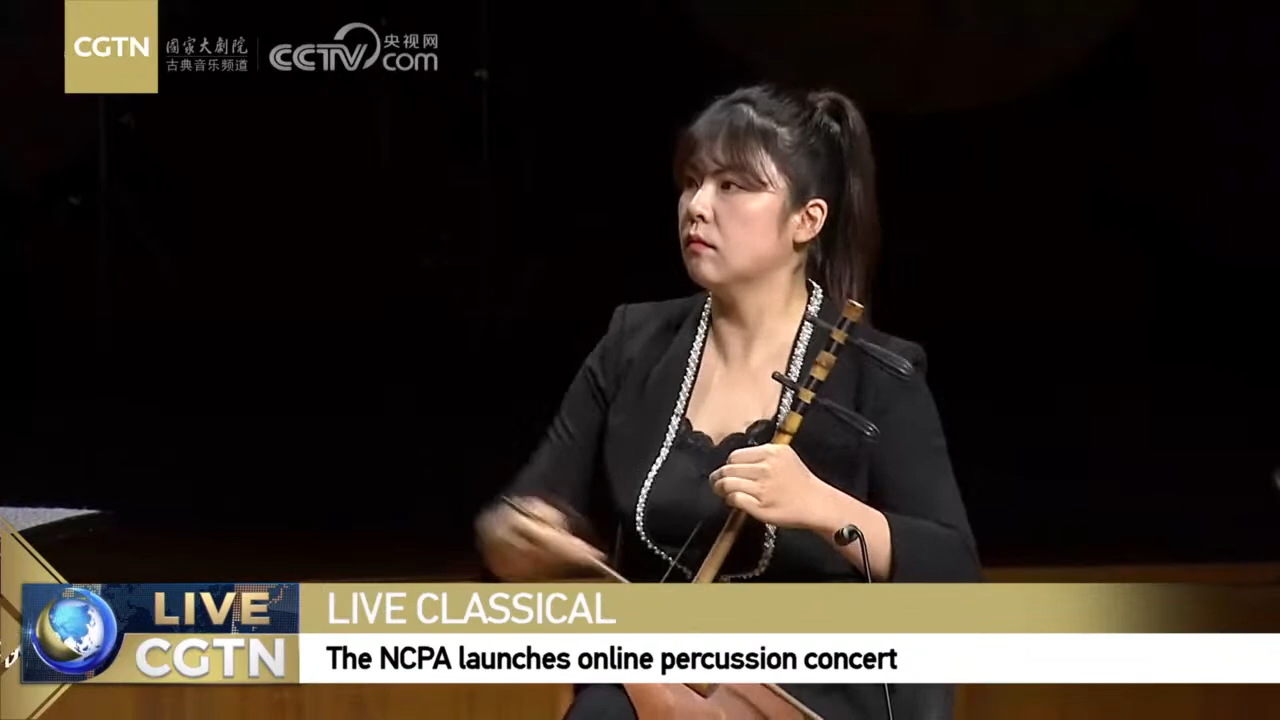 CGTN
国家大剧院
古典音乐频道
CCTV.com 央视网
LIVE
CGTN
LIVE CLASSICAL
The NCPA launches online percussion concert